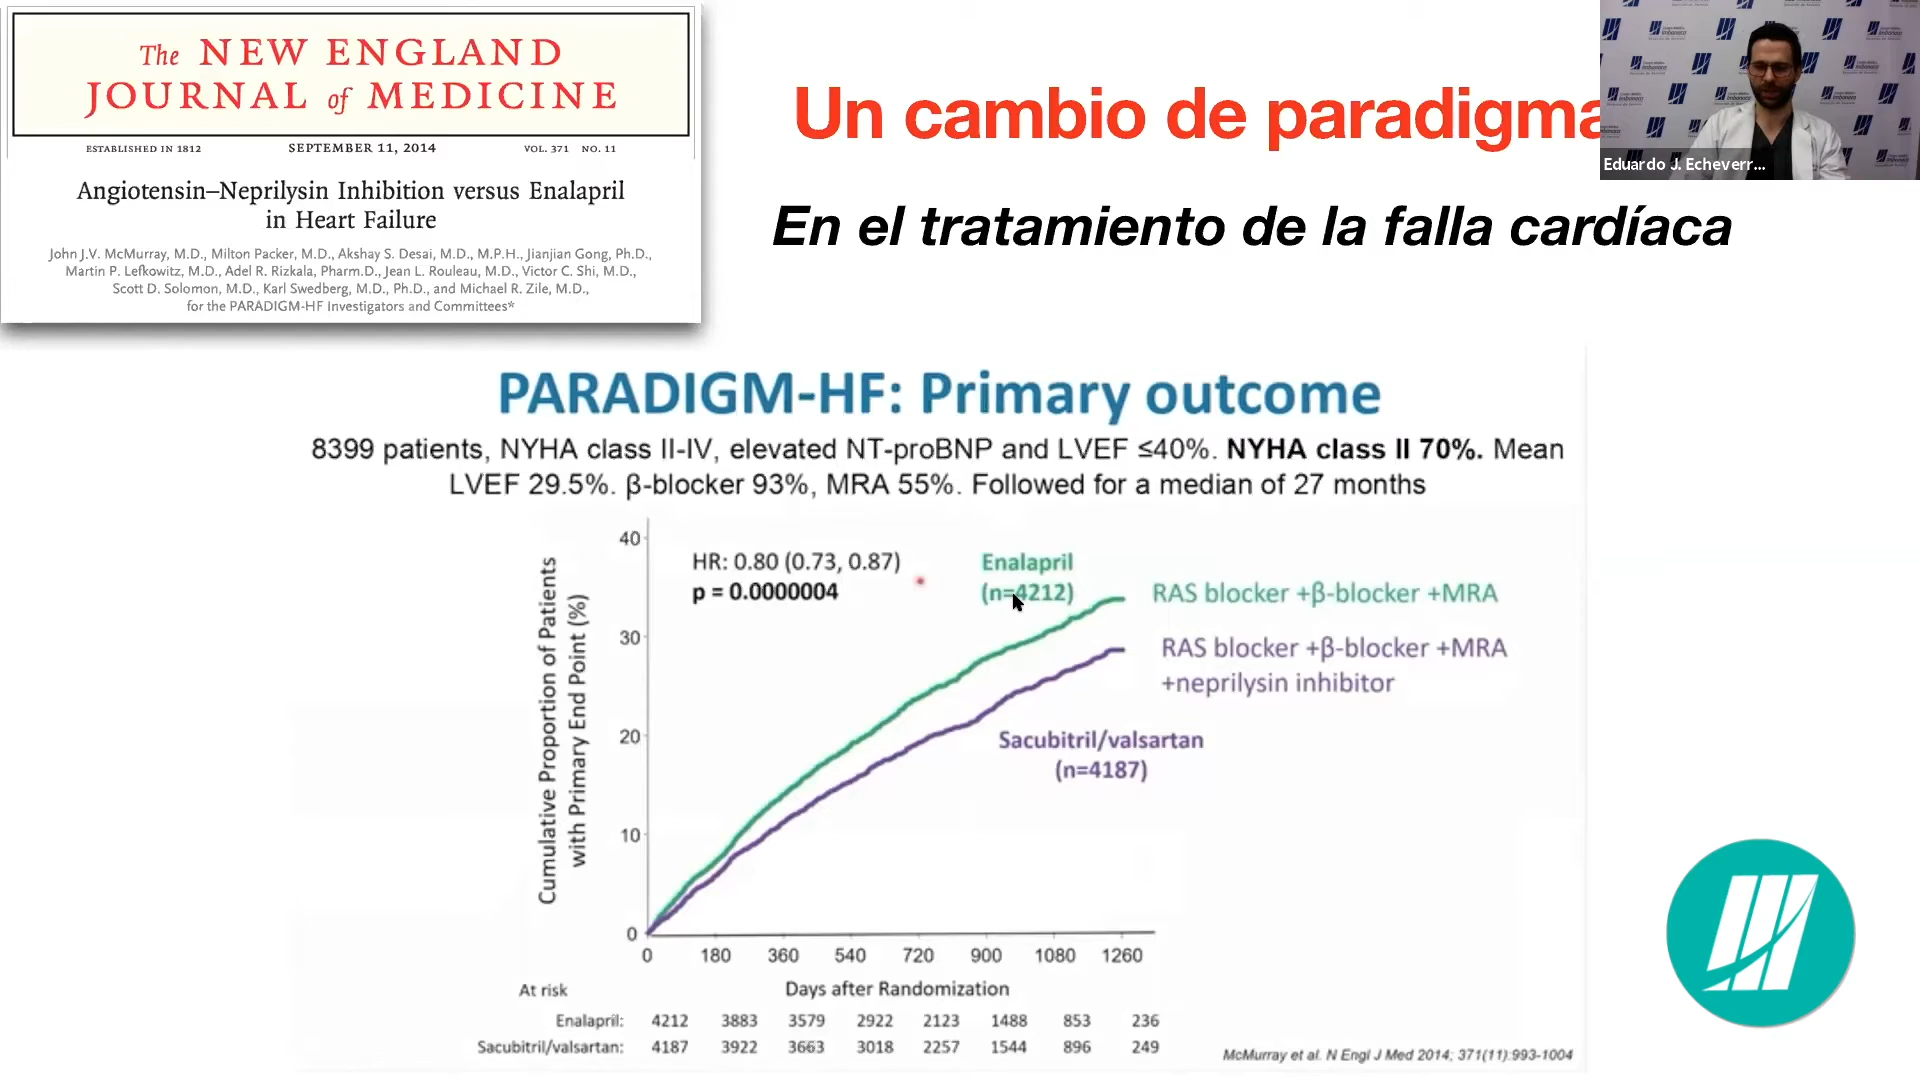 The NEW ENGLAND
JOURNAL of MEDICINE
ESTABLISHED IN 1812 SEPTEMBER 11, 2014 VOL. 371 NO. 11
Angiotensin–Neprilysin Inhibition versus Enalapril
in Heart Failure
John J.V. McMurray, M.D., Milton Packer, M.D., Akshay S. Desai, M.D., M.P.H., Jianjian Gong, Ph.D.,
Martin P. Lefkowitz, M.D., Adel R. Rizkala, Pharm.D., Jean L. Rouleau, M.D., Victor C. Shi, M.D.,
Scott D. Solomon, M.D., Karl Swedberg, M.D., Ph.D., and Michael R. Zile, M.D.,
for the PARADIGM-HF Investigators and Committees*
Un cambio de paradigma
En el tratamiento de la falla cardíaca
Eduardo J. Echeverr...
PARADIGM-HF: Primary outcome
8399 patients, NYHA class II-IV, elevated NT-proBNP and LVEF ≤40%. NYHA class II 70%. Mean
LVEF 29.5%. β-blocker 93%, MRA 55%. Followed for a median of 27 months
Cumulative Proportion of Patients
with Primary End Point (%)
40
30
20
10
0
HR: 0.80 (0.73, 0.87)
p = 0.0000004
Enalapril
(n=4212)
RAS blocker +β-blocker +MRA
RAS blocker +β-blocker +MRA
+neprilysin inhibitor
Sacubitril/valsartan
(n=4187)
0 180 360 540 720 900 1080 1260
At risk Days after Randomization
Enalapril: 4212 3883 3579 2922 2123 1488 853 236
Sacubitril/valsartan: 4187 3922 3663 3018 2257 1544 896 249
McMurray et al. N Engl J Med 2014; 371(11):993-1004